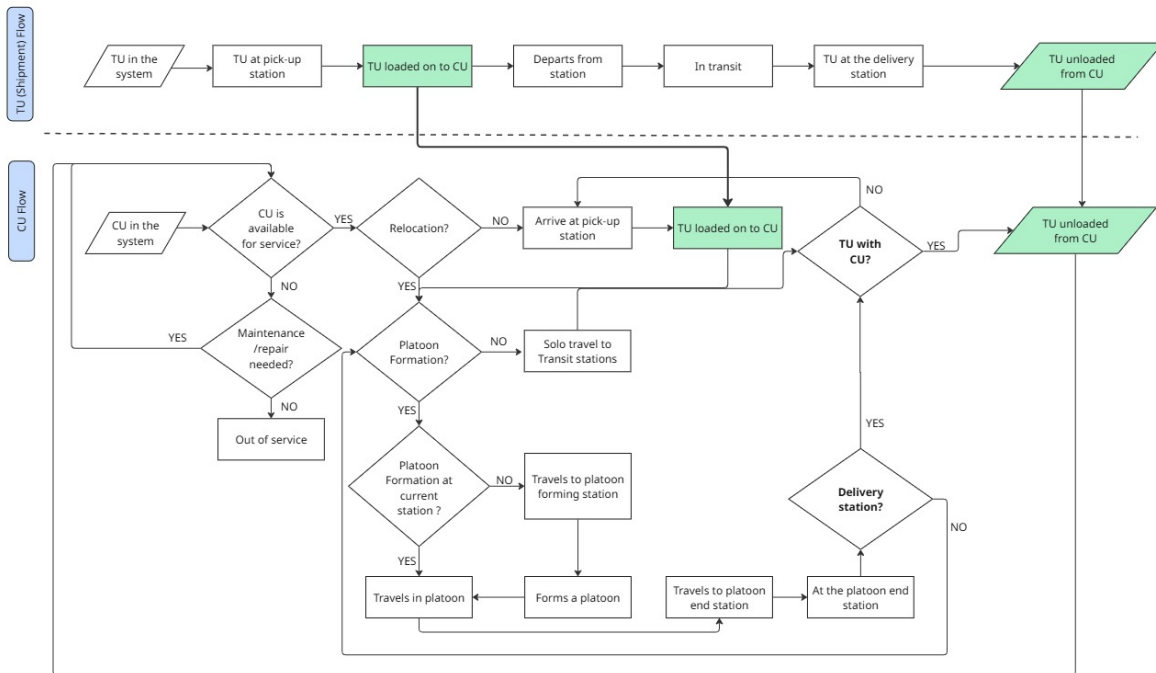 TU (Shipment) Flow
TU in the
system
TU at pick-up
station
TU loaded on to CU
Departs from
station
In transit
TU at the delivery
station
TU unloaded
from CU
CU Flow
CU in the
system
CU is
available
for service?
YES
Relocation?
NO
Arrive at pick-up
station
TU loaded on to CU
NO
TU with
CU?
YES
TU unloaded
from CU
NO
YES
YES
Maintenance
/repair
needed?
NO
Out of service
Platoon
Formation?
NO
Solo travel to
Transit stations
YES
Platoon
Formation at
current
station ?
NO
Travels to platoon
forming station
YES
Travels in platoon
Forms a platoon
Travels to platoon
end station
At the platoon end
station
YES
Delivery
station?
NO